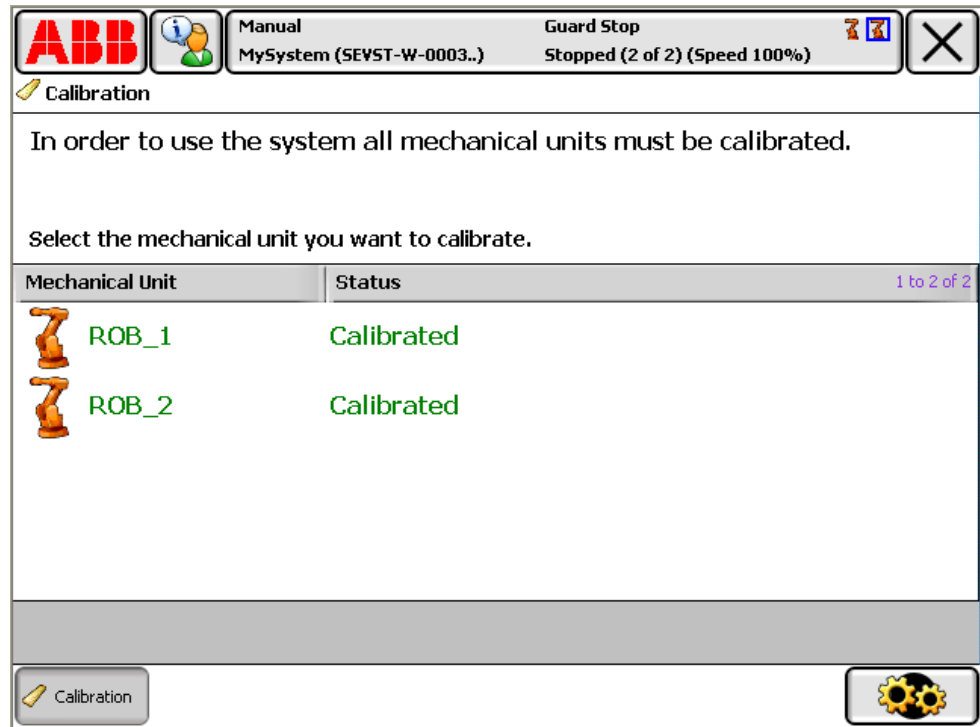 ABB
Manual
Guard Stop
MySystem (SEVST-W-0003..)
Stopped (2 of 2) (Speed 100%)
Calibration
In order to use the system all mechanical units must be calibrated.
Select the mechanical unit you want to calibrate.
Mechanical Unit
Status
1 to 2 of 2
ROB_1
Calibrated
ROB_2
Calibrated
Calibration